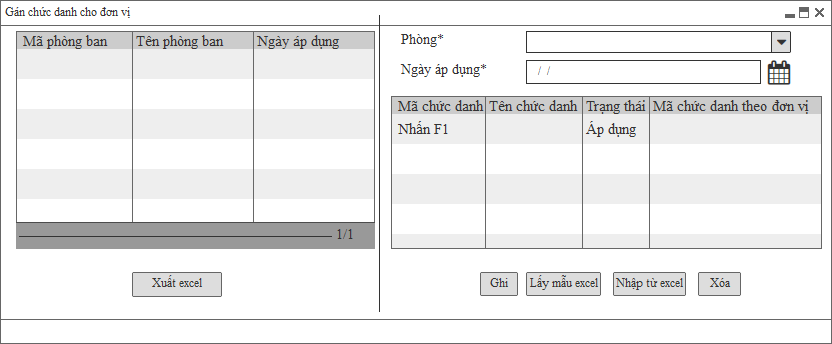 Gán chức danh cho đơn vị
Mã phòng ban Tên phòng ban Ngày áp dụng
1/1
Xuất excel
Phòng*
Ngày áp dụng* / /
Mã chức danh Tên chức danh Trạng thái Mã chức danh theo đơn vị
Nhấn F1 Áp dụng
Ghi Lấy mẫu excel Nhập từ excel Xóa